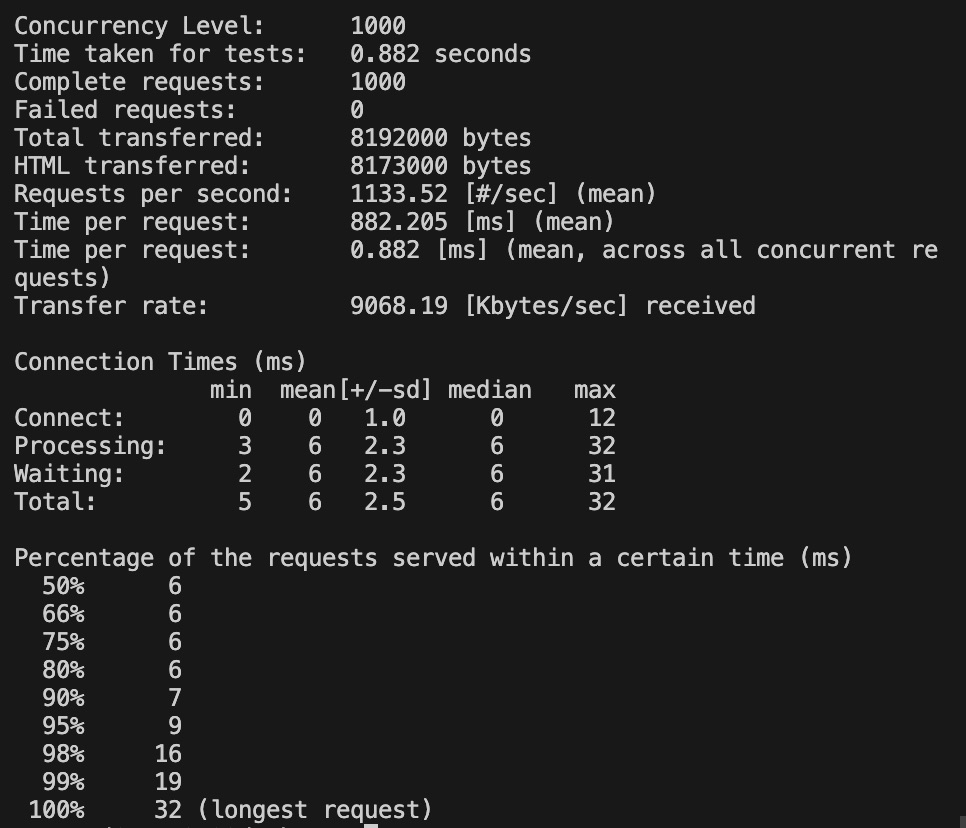 Concurrency Level:      1000
Time taken for tests:   0.882 seconds
Complete requests:      1000
Failed requests:        0
Total transferred:      8192000 bytes
HTML transferred:       8173000 bytes
Requests per second:    1133.52 [#/sec] (mean)
Time per request:       882.205 [ms] (mean)
Time per request:       0.882 [ms] (mean, across all concurrent re
quests)
Transfer rate:          9068.19 [Kbytes/sec] received

Connection Times (ms)
              min  mean[+/-sd] median   max
Connect:        0    0   1.0      0      12
Processing:     3    6   2.3      6      32
Waiting:        2    6   2.3      6      31
Total:          5    6   2.5      6      32

Percentage of the requests served within a certain time (ms)
  50%      6
  66%      6
  75%      6
  80%      6
  90%      7
  95%      9
  98%     16
  99%     19
 100%     32 (longest request)